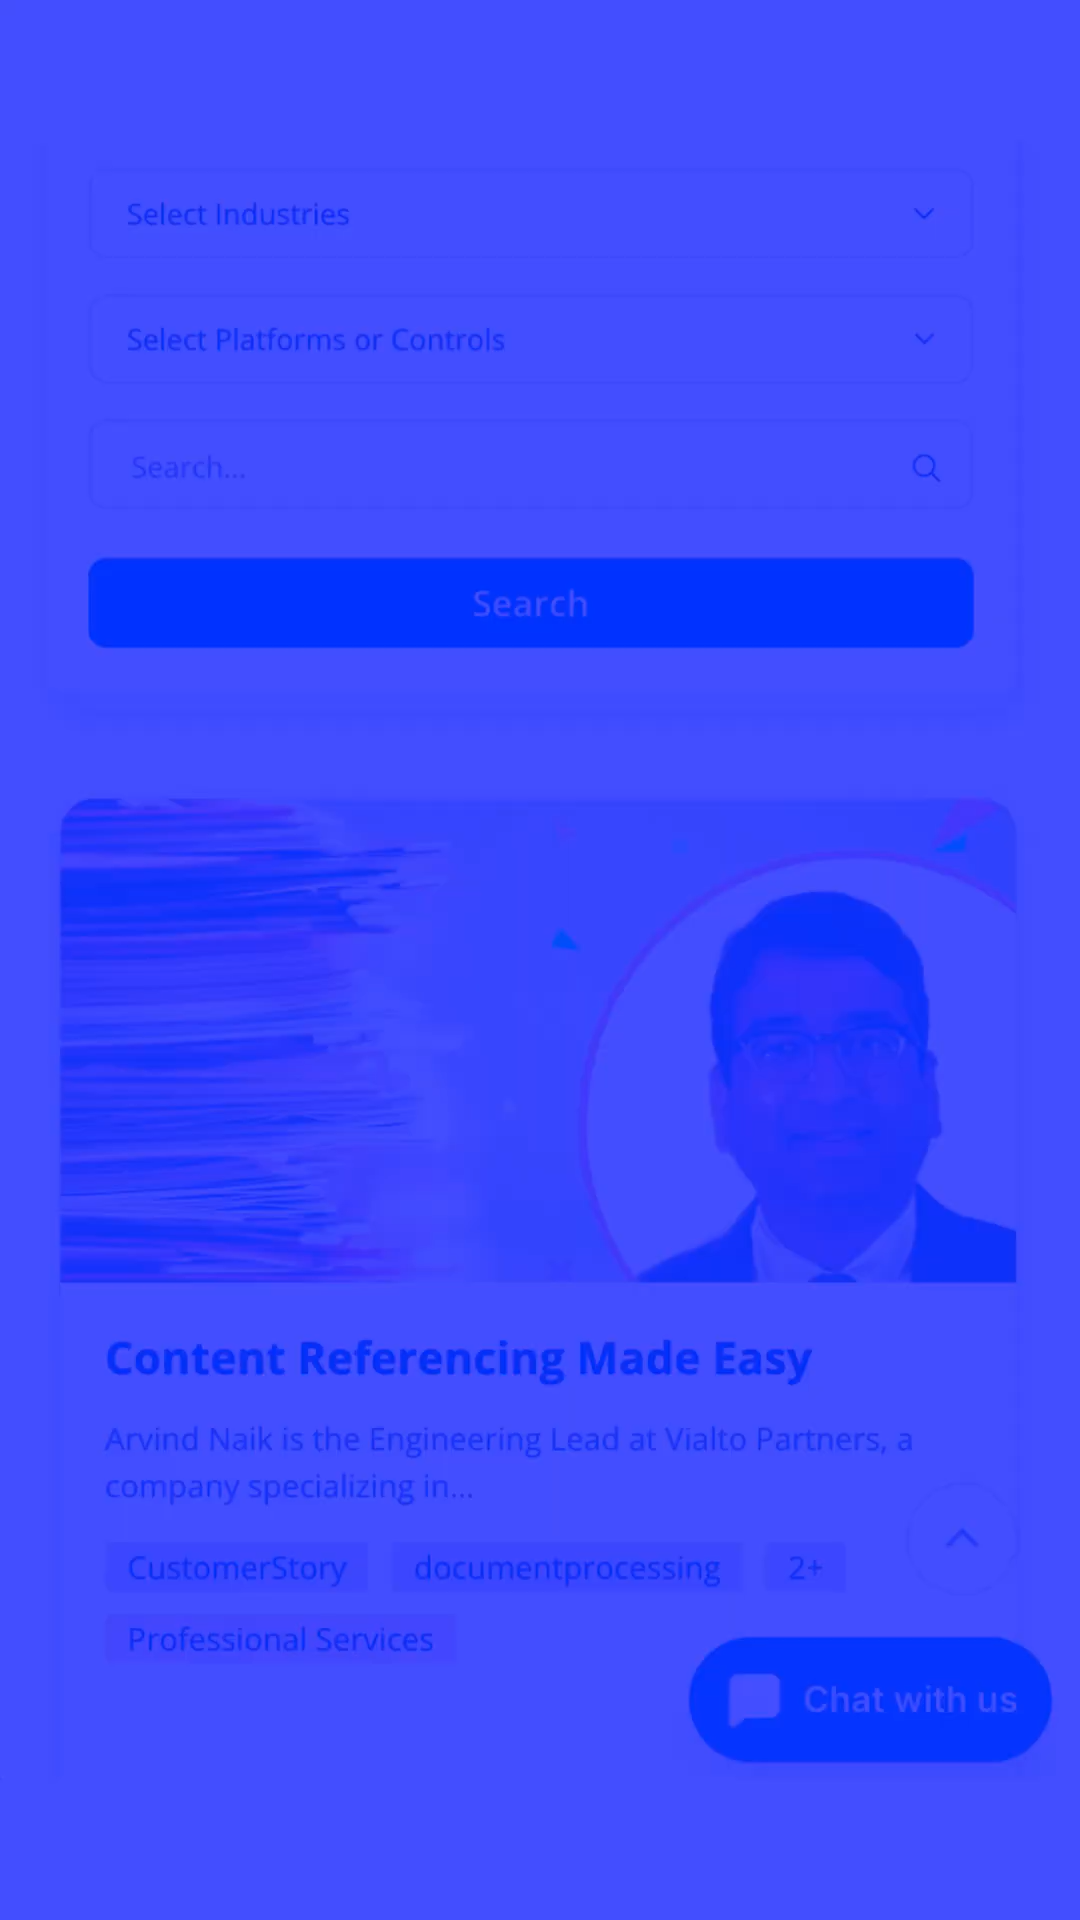 Select Industries
Select Platforms or Controls
Search...
Search
Content Referencing Made Easy
Arvind Naik is the Engineering Lead at Vialto Partners, a
company specializing in...
CustomerStory documentprocessing 2+
Professional Services
Chat with us